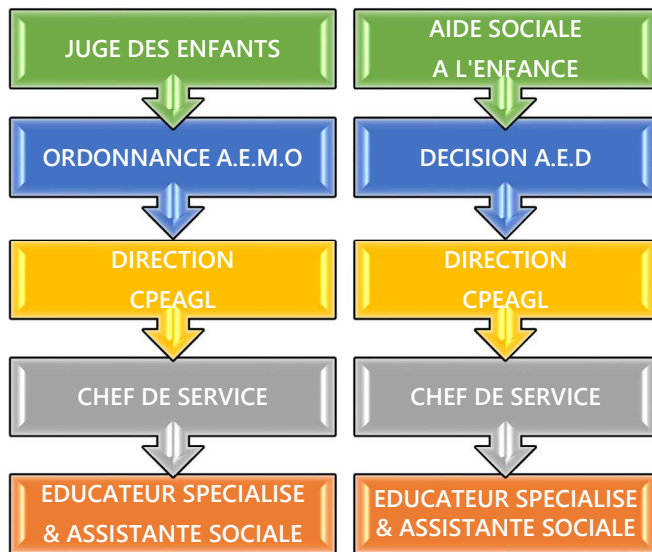 JUGE DES ENFANTS
ORDONNANCE A.E.M.O
DIRECTION
CPEAGL
CHEF DE SERVICE
EDUCATEUR SPECIALISE
& ASSISTANTE SOCIALE
AIDE SOCIALE
A L'ENFANCE
DECISION A.E.D
DIRECTION
CPEAGL
CHEF DE SERVICE
EDUCATEUR SPECIALISE
& ASSISTANTE SOCIALE